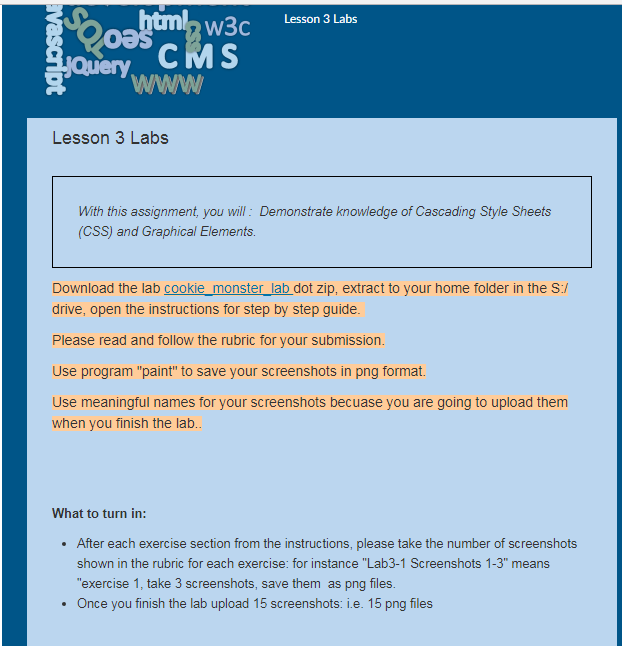 Lesson 3 Labs
html
w3c
SQL
oes
CMS
jQuery
www
Lesson 3 Labs
With this assignment, you will : Demonstrate knowledge of Cascading Style Sheets
(CSS) and Graphical Elements.
Download the lab cookie_monster_lab dot zip, extract to your home folder in the S:/
drive, open the instructions for step by step guide.
Please read and follow the rubric for your submission.
Use program "paint" to save your screenshots in png format.
Use meaningful names for your screenshots becuase you are going to upload them
when you finish the lab..
What to turn in:
• After each exercise section from the instructions, please take the number of screenshots
shown in the rubric for each exercise: for instance "Lab3-1 Screenshots 1-3" means
"exercise 1, take 3 screenshots, save them as png files.
• Once you finish the lab upload 15 screenshots: i.e. 15 png files